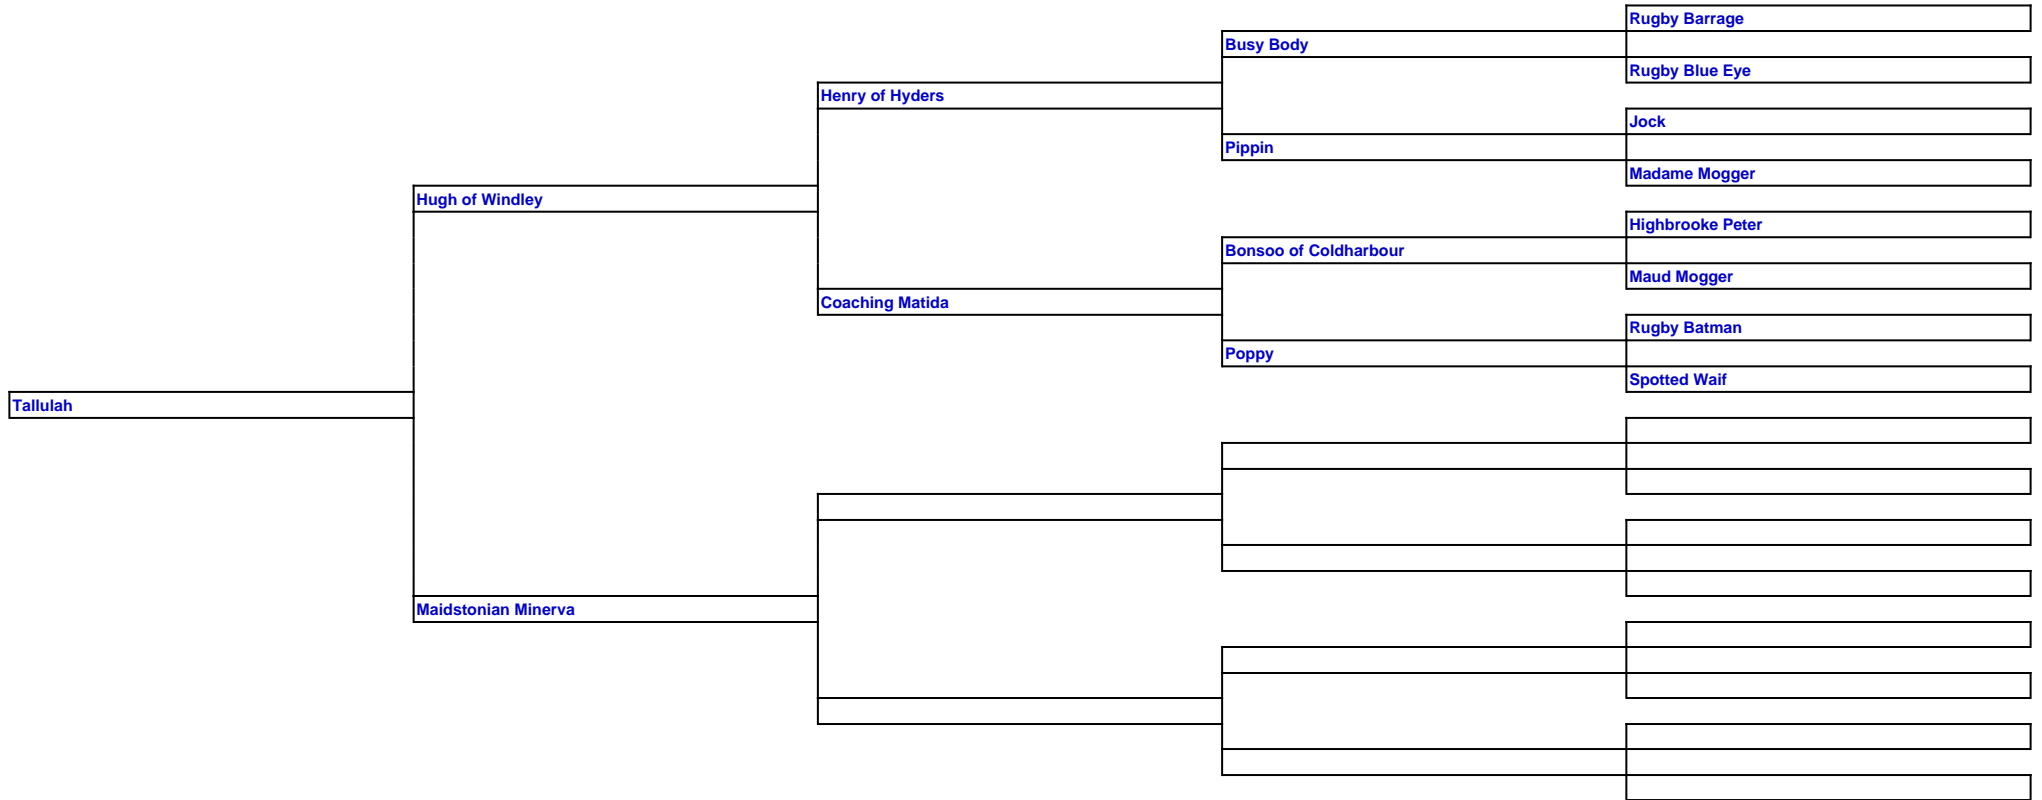 Rugby Barrage
Busy Body
Rugby Blue Eye
Henry of Hyders
Jock
Pippin
Madame Mogger
Hugh of Windley
Highbrooke Peter
Bonsoo of Coldharbour
Maud Mogger
Coaching Matida
Rugby Batman
Poppy
Spotted Waif
Tallulah
Maidstonian Minerva